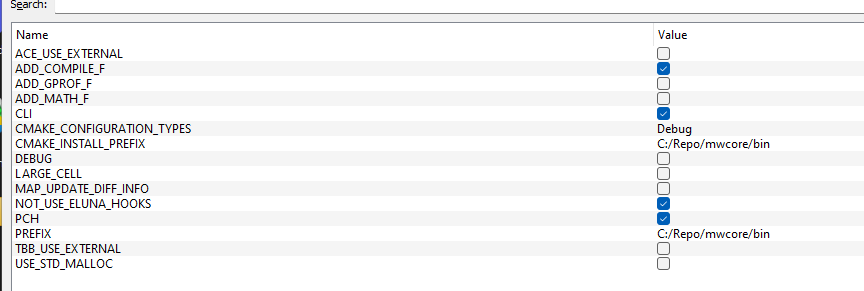 Search:
Name Value
ACE_USE_EXTERNAL
ADD_COMPILE_F
ADD_GPROF_F
ADD_MATH_F
CLI
CMAKE_CONFIGURATION_TYPES Debug
CMAKE_INSTALL_PREFIX C:/Repo/mwcore/bin
DEBUG
LARGE_CELL
MAP_UPDATE_DIFF_INFO
NOT_USE_ELUNA_HOOKS
PCH
PREFIX C:/Repo/mwcore/bin
TBB_USE_EXTERNAL
USE_STD_MALLOC